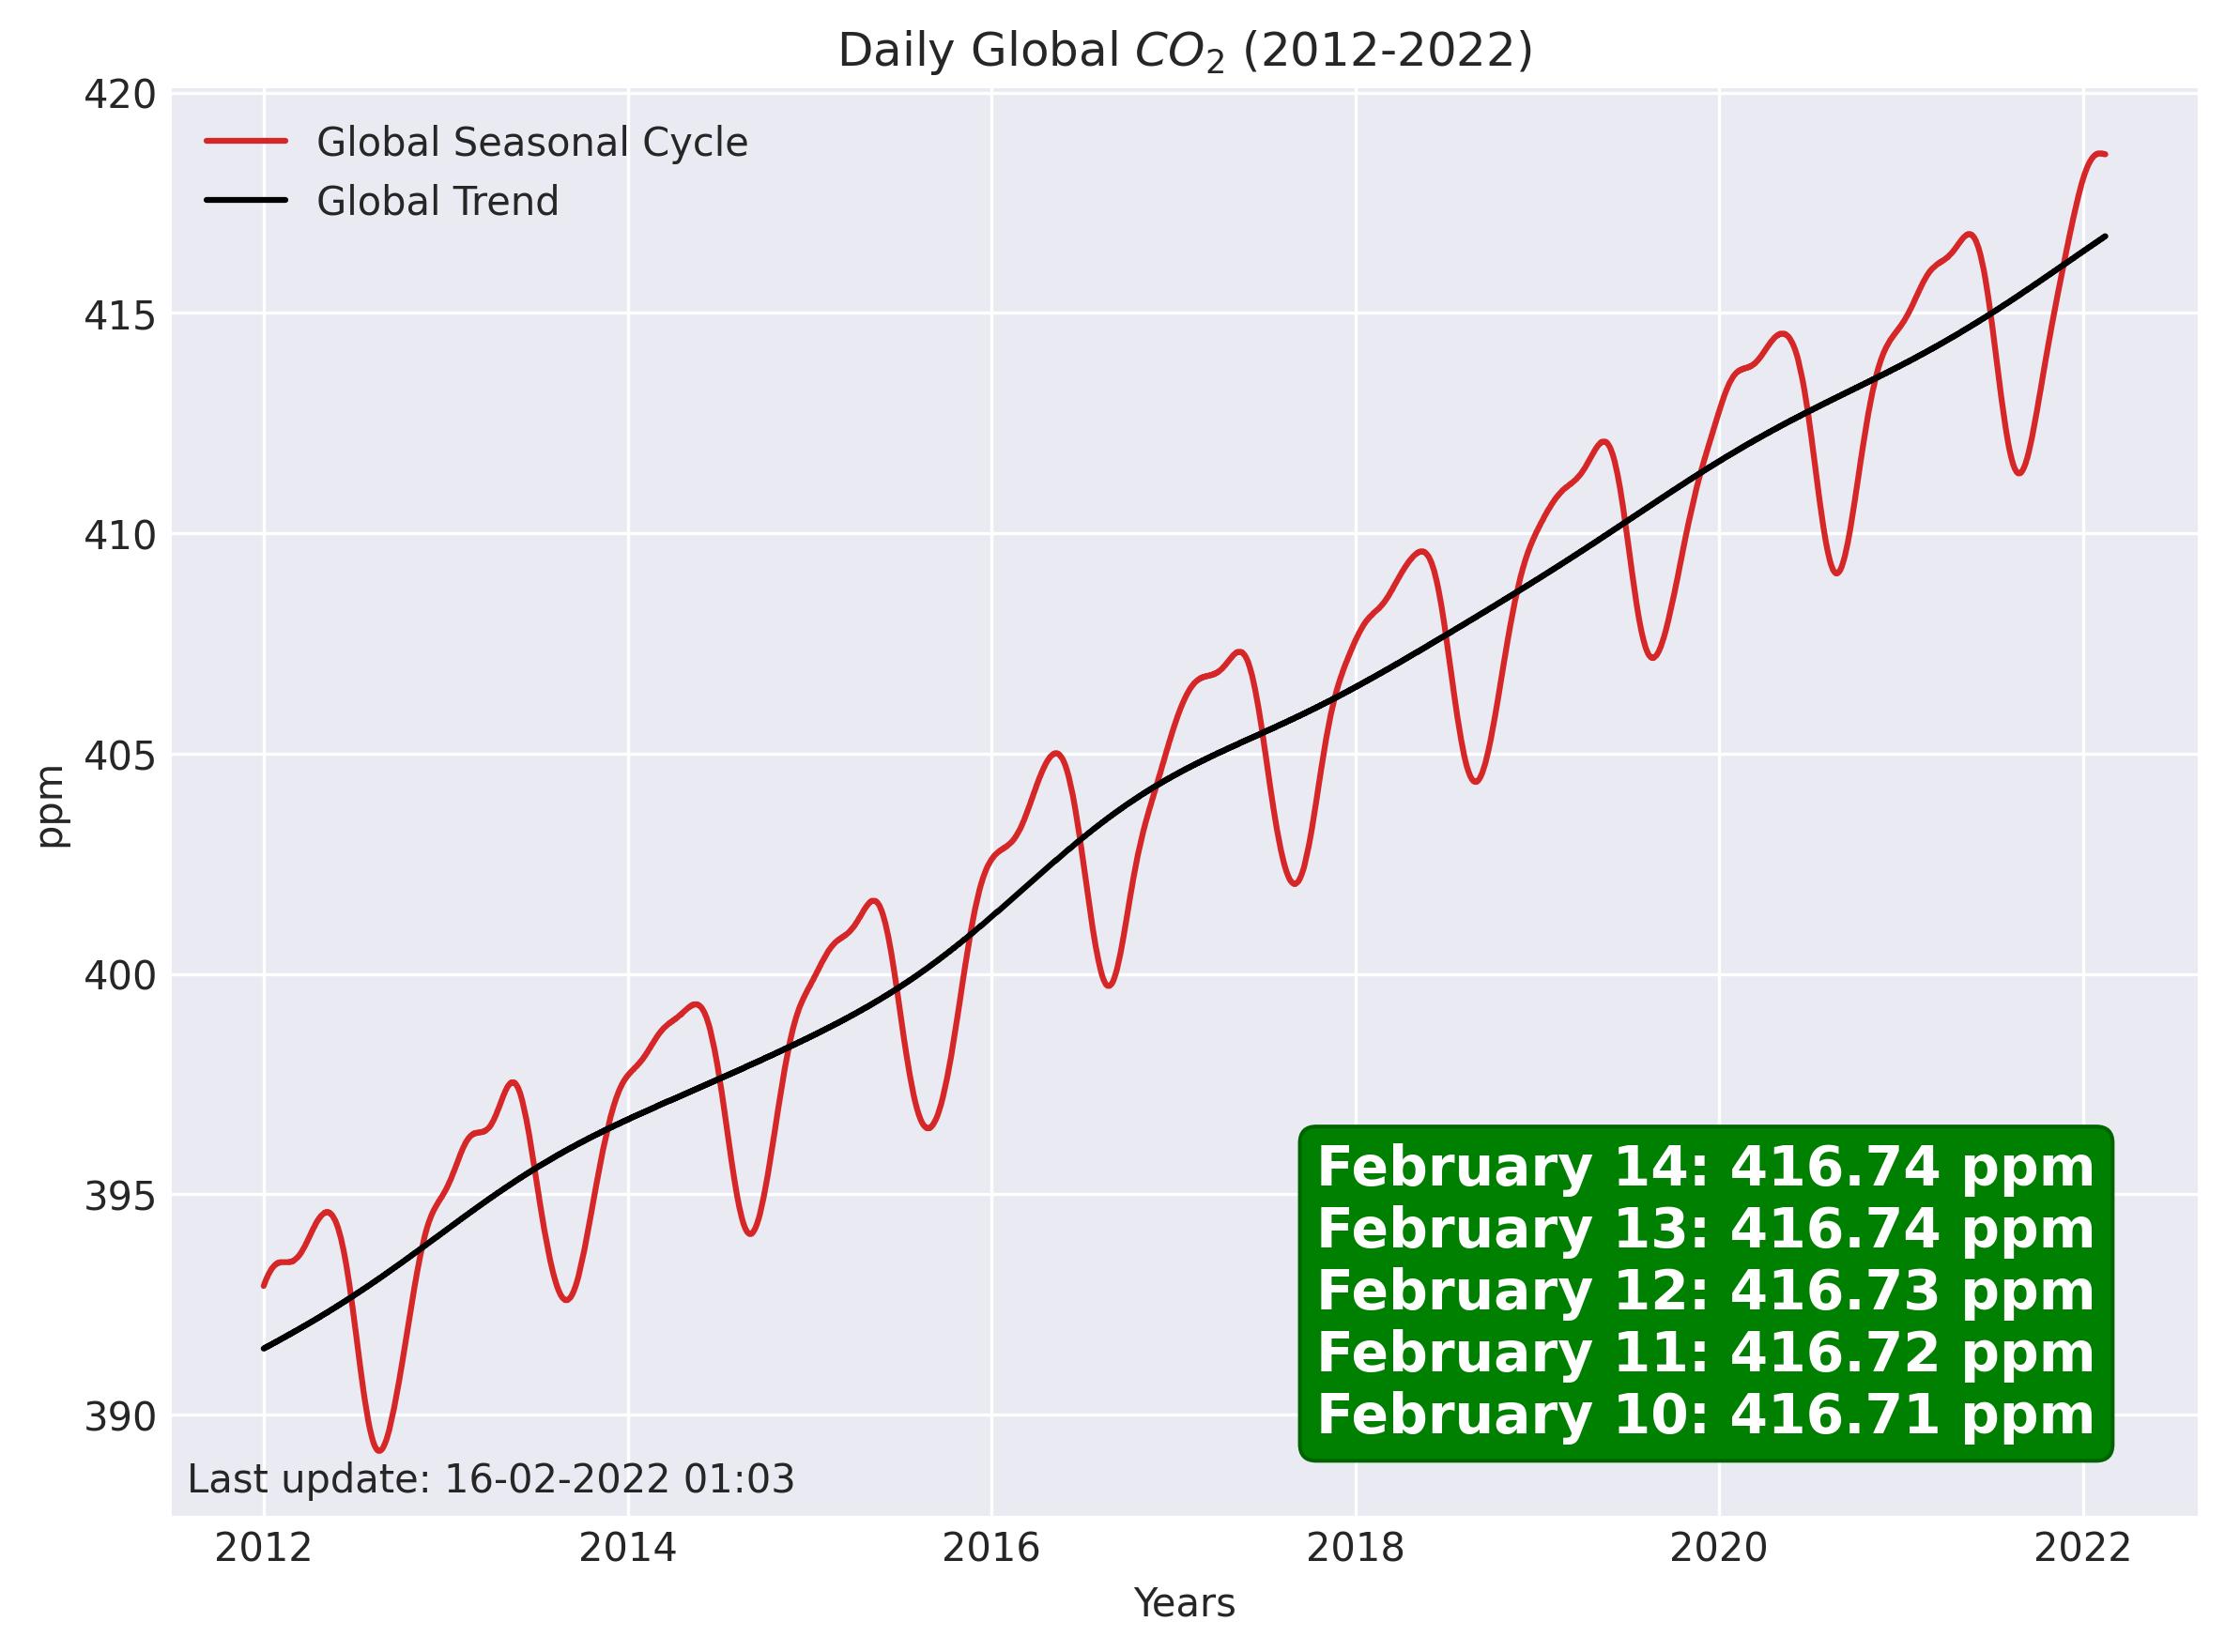 Daily Global CO₂ (2012-2022)
Global Seasonal Cycle
Global Trend
ppm
420
415
410
405
400
395
390
February 14: 416.74 ppm
February 13: 416.74 ppm
February 12: 416.73 ppm
February 11: 416.72 ppm
February 10: 416.71 ppm
Last update: 16-02-2022 01:03
2012 2014 2016 2018 2020 2022
Years